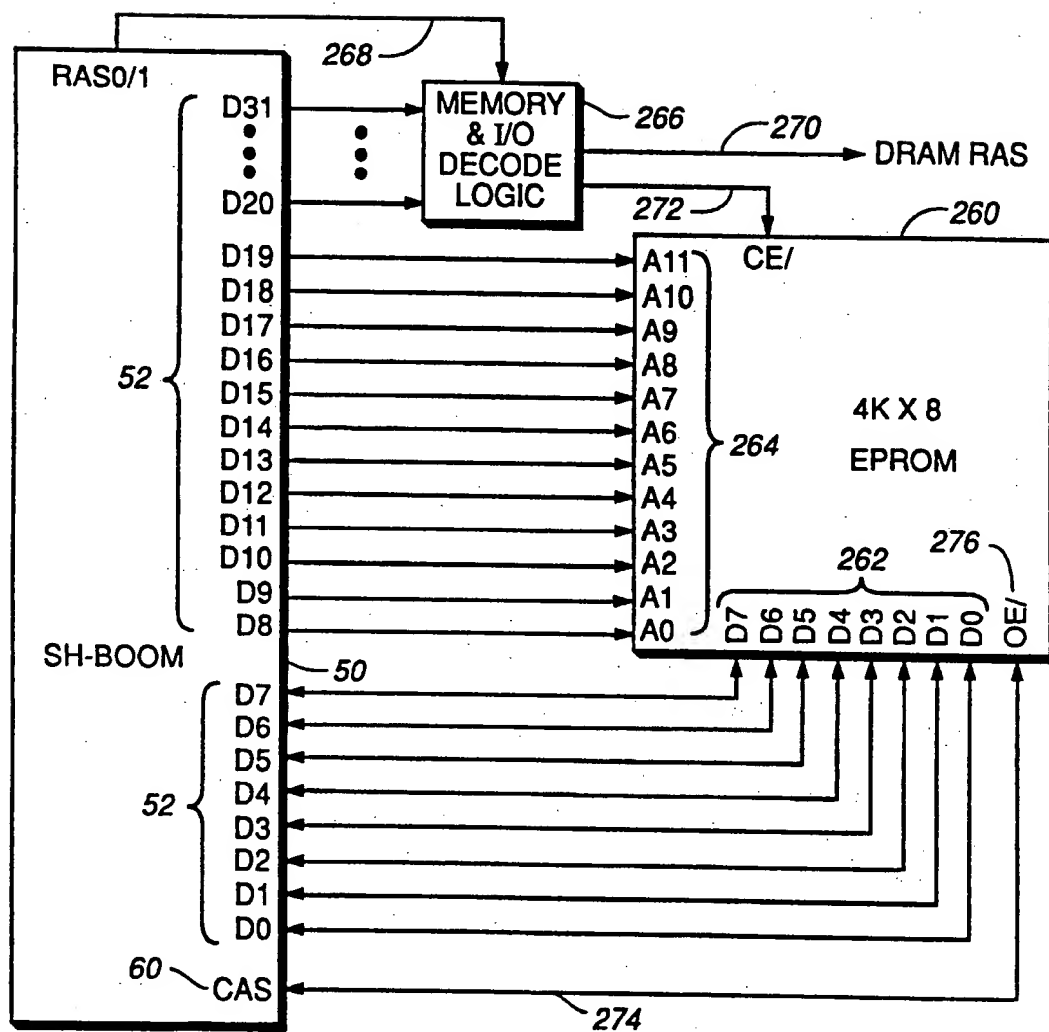 268
RAS0/1
D31
D20
MEMORY
& I/O
DECODE
LOGIC
266
270
DRAM RAS
272
260
D19
D18
D17
D16
D15
D14
D13
D12
D11
D10
D9
D8
52
CE/
A11
A10
A9
A8
A7
A6
A5
A4
A3
A2
A1
A0
264
4K X 8
EPROM
262
276
D7 D6 D5 D4 D3 D2 D1 D0 OE/
SH-BOOM
50
D7
D6
D5
D4
D3
D2
D1
D0
52
60
CAS
274